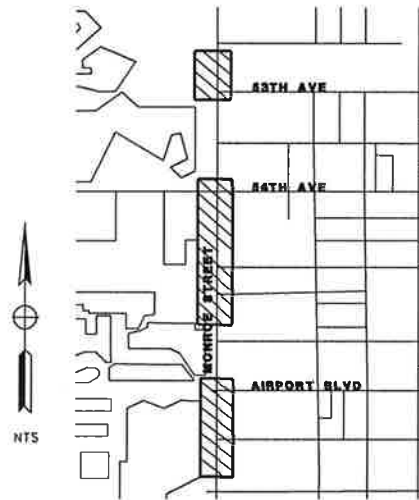 53TH AVE
54TH AVE
MONROE STREET
AIRPORT BLVD
NTS